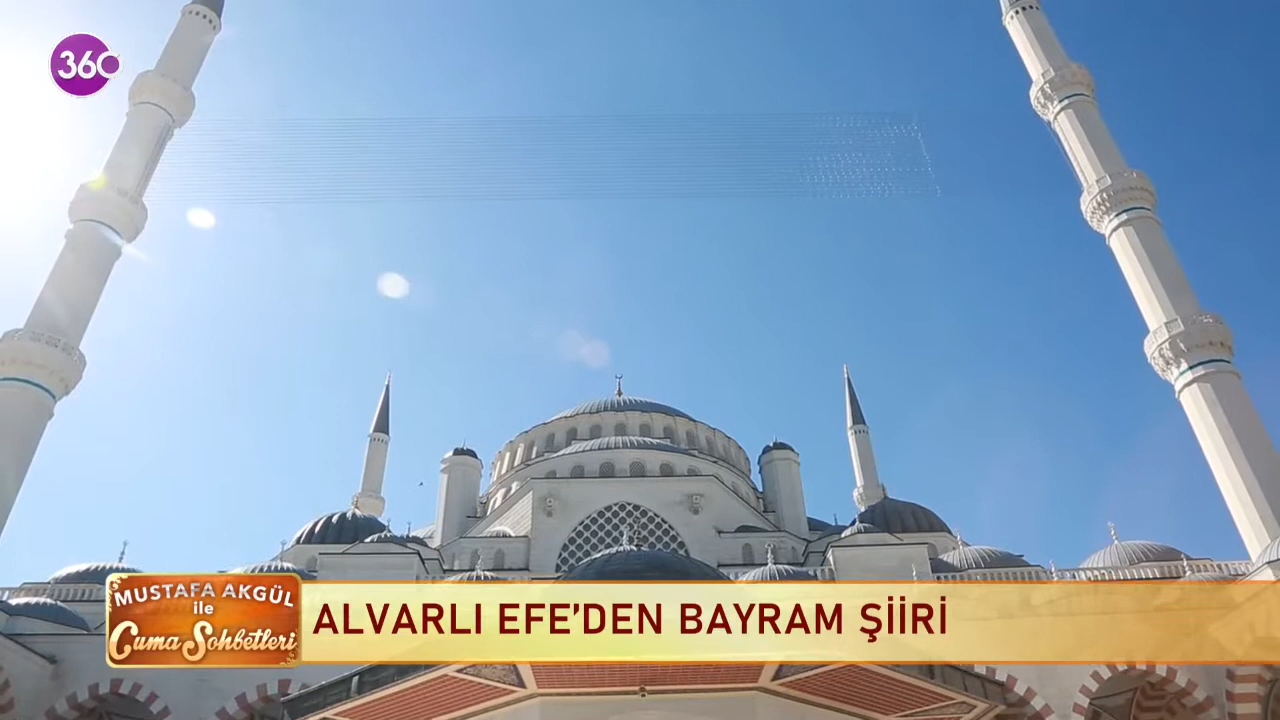 360
MUSTAFA AKGÜL
ile
Cuma Sohbetleri
ALVARLI EFE'DEN BAYRAM ŞİİRİ